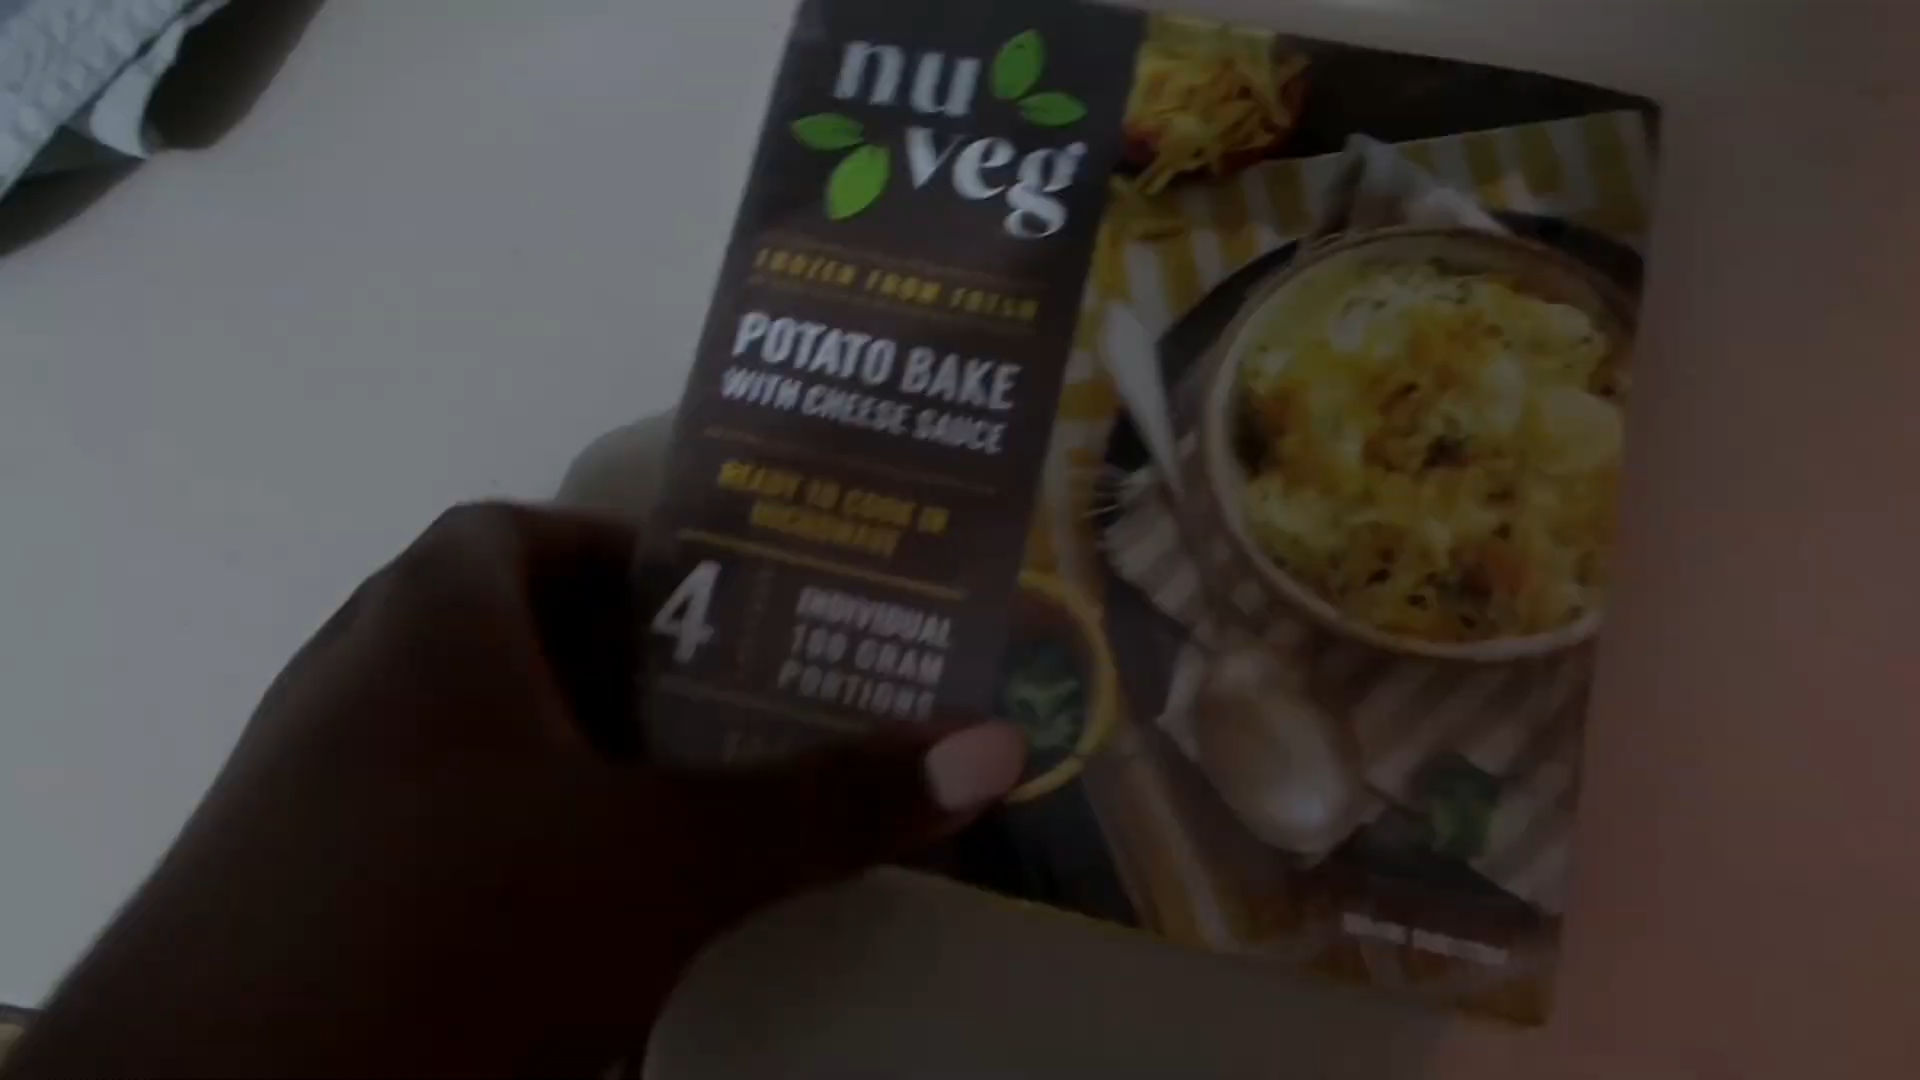 nu
veg
FROZEN FROM FRESH
POTATO BAKE
WITH CHEESE SAUCE
READY TO COOK IN
MICROWAVE
4
INDIVIDUAL
100 GRAM
PORTIONS